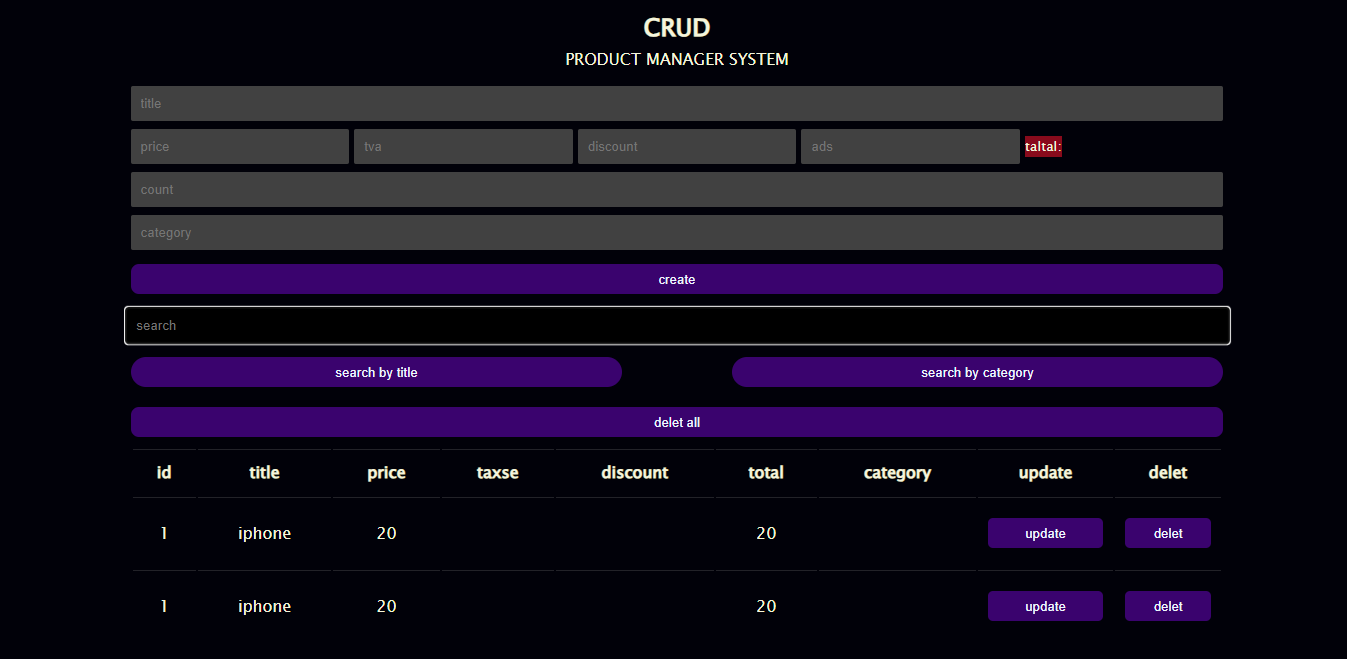 CRUD
PRODUCT MANAGER SYSTEM
title
price tva discount ads taltal:
count
category
create
search
search by title search by category
delet all
id title price taxse discount total category update delet
1 iphone 20 20 update delet
1 iphone 20 20 update delet